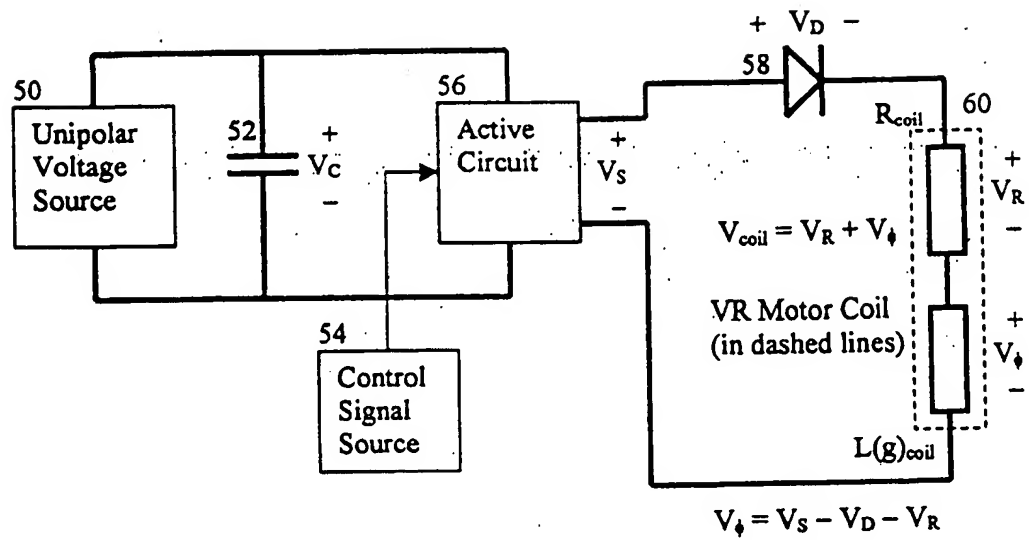 + V_D −
50
58
56
60
Unipolar
Voltage
Source
52
+
V_C
−
Active
Circuit
+
V_S
−
R_coil
+
V_R
−
V_coil = V_R + V_ϕ
VR Motor Coil
(in dashed lines)
+
V_ϕ
−
54
Control
Signal
Source
L(g)_coil
V_ϕ = V_S − V_D − V_R